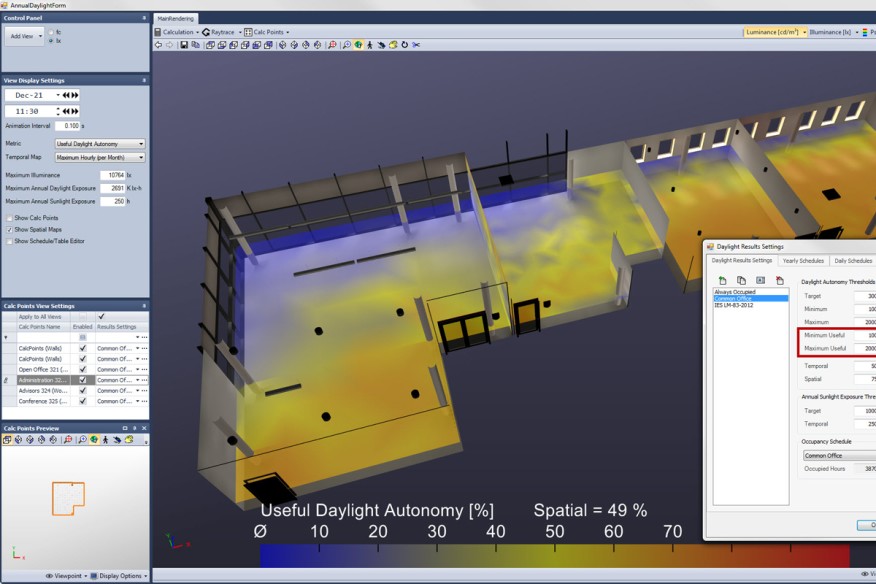 AnnualDaylightForm
Control Panel
Add View
fc
lx
View Display Settings
Dec-21
11:30
Animation Interval 0.100 s
Metric Useful Daylight Autonomy
Temporal Map Maximum Hourly (per Month)
Maximum Illuminance 10764 lx
Maximum Annual Daylight Exposure 2691 K lx-h
Maximum Annual Sunlight Exposure 250 h
Show Calc Points
Show Spatial Maps
Show Schedule/Table Editor
Calc Points View Settings
Apply to All Views
Calc Points Name Enabled Results Settings
CalcPoints (Walls) Common Of...
CalcPoints (Walls) Common Of...
Open Office 321 (... Common Of...
Administration 32... Common Of...
Advisors 324 (Wo... Common Of...
Conference 325 (... Common Of...
Calc Points Preview
Viewpoint Display Options
MainRendering
Calculation Raytrace Calc Points
Luminance [cd/m²] Illuminance [lx]
Daylight Results Settings
Daylight Results Settings Yearly Schedules Daily Schedules
Always Occupied
Common Office
IES LM-83-2012
Daylight Autonomy Thresholds
Target 300
Minimum 100
Maximum 2000
Minimum Useful 100
Maximum Useful 2000
Temporal 50
Spatial 75
Annual Sunlight Exposure Thre
Target 1000
Temporal 250
Occupancy Schedule
Common Office
Occupied Hours 3870
Useful Daylight Autonomy [%] Spatial = 49 %
Ø 10 20 30 40 50 60 70